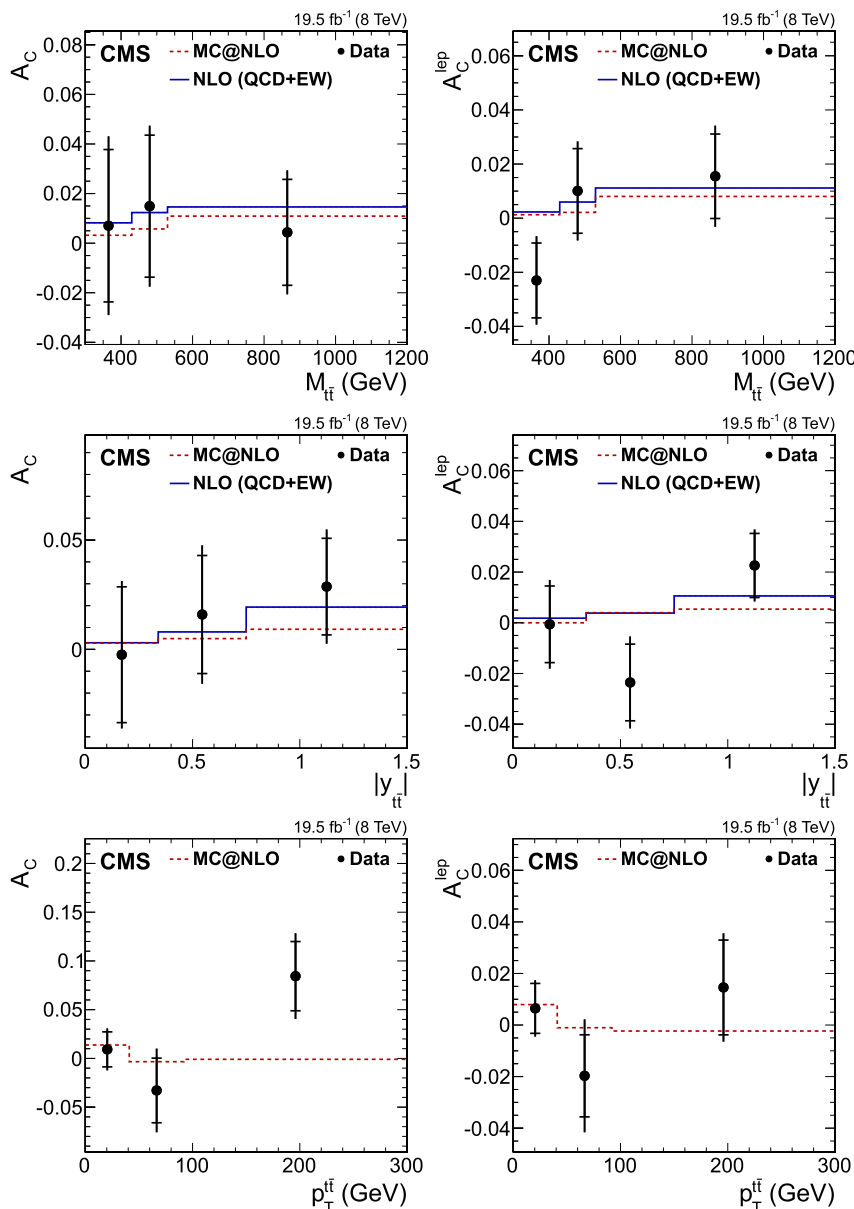 19.5 fb⁻¹ (8 TeV)
A_C
CMS
MC@NLO
Data
NLO (QCD+EW)
0.08
0.06
0.04
0.02
0
-0.02
-0.04
400 600 800 1000 1200
M_tt̄ (GeV)
19.5 fb⁻¹ (8 TeV)
A_C^lep
CMS
MC@NLO
Data
NLO (QCD+EW)
0.06
0.04
0.02
0
-0.02
-0.04
400 600 800 1000 1200
M_tt̄ (GeV)
19.5 fb⁻¹ (8 TeV)
A_C
CMS
MC@NLO
Data
NLO (QCD+EW)
0.05
0
0 0.5 1 1.5
|y_tt̄|
19.5 fb⁻¹ (8 TeV)
A_C^lep
CMS
MC@NLO
Data
NLO (QCD+EW)
0.06
0.04
0.02
0
-0.02
-0.04
0 0.5 1 1.5
|y_tt̄|
19.5 fb⁻¹ (8 TeV)
A_C
CMS
MC@NLO
Data
0.2
0.15
0.1
0.05
0
-0.05
0 100 200 300
p_T^tt̄ (GeV)
19.5 fb⁻¹ (8 TeV)
A_C^lep
CMS
MC@NLO
Data
0.06
0.04
0.02
0
-0.02
-0.04
0 100 200 300
p_T^tt̄ (GeV)